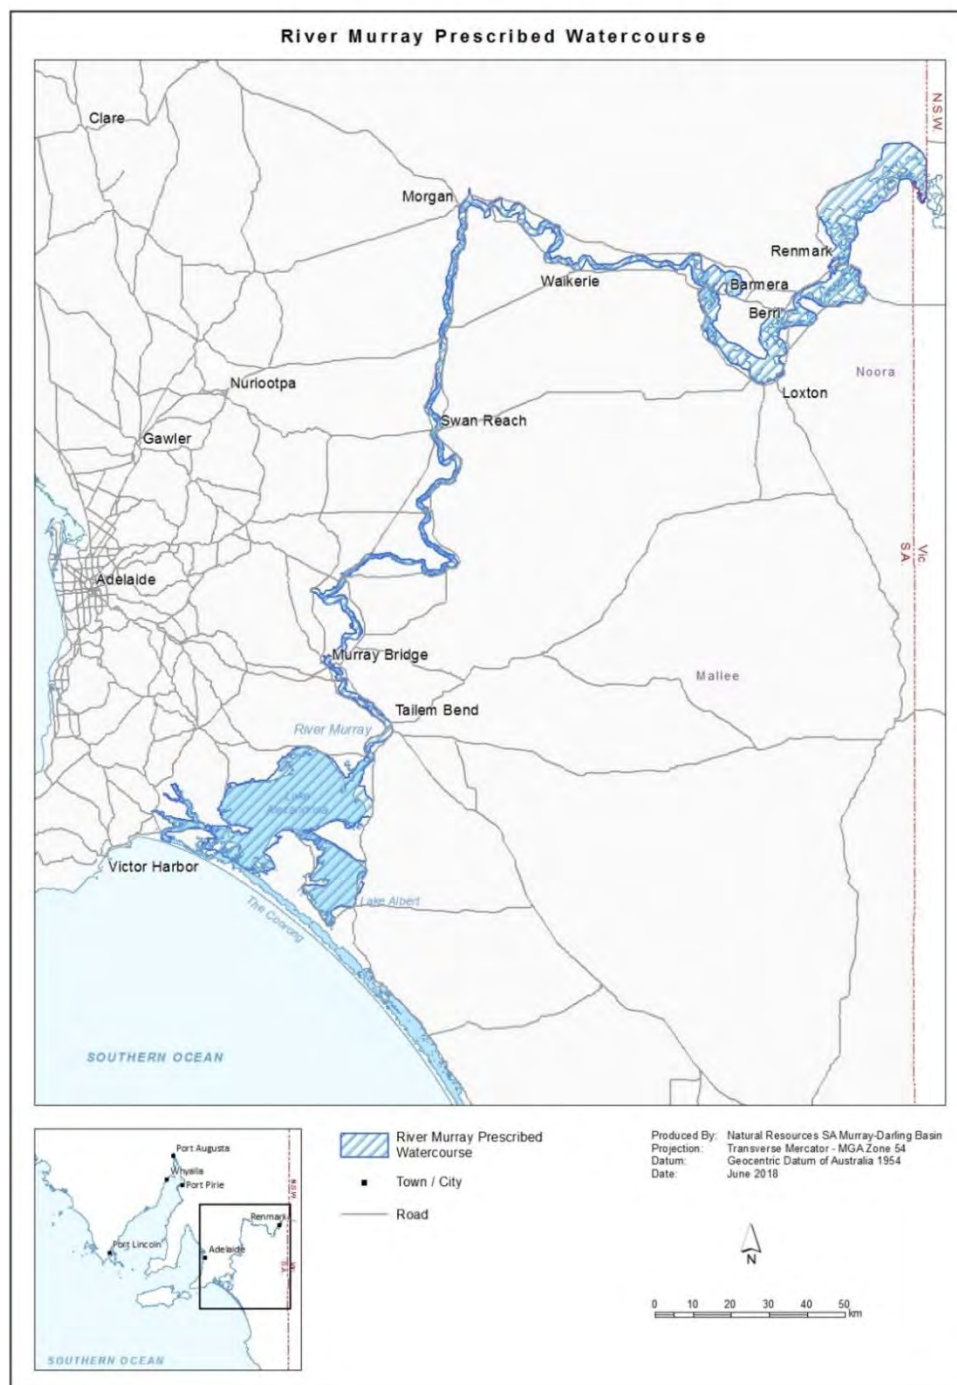 River Murray Prescribed Watercourse
N.S.W.
Clare
Morgan
Renmark
Waikerie
Barmera
Berri
Noora
Loxton
Nuriootpa
Swan Reach
Gawler
Vic.
S.A.
Adelaide
Murray Bridge
Mallee
Tailem Bend
River Murray
Lake
Alexandrina
Victor Harbor
Lake Albert
The Coorong
SOUTHERN OCEAN
Port Augusta
Whyalla
Port Pirie
N.S.W.
Renmark
Port Lincoln
Adelaide
Vic.
S.A.
SOUTHERN OCEAN
River Murray Prescribed
Watercourse
Town / City
Road
Produced By: Natural Resources SA Murray-Darling Basin
Projection: Transverse Mercator - MGA Zone 54
Datum: Geocentric Datum of Australia 1954
Date: June 2018
N
0 10 20 30 40 50
km